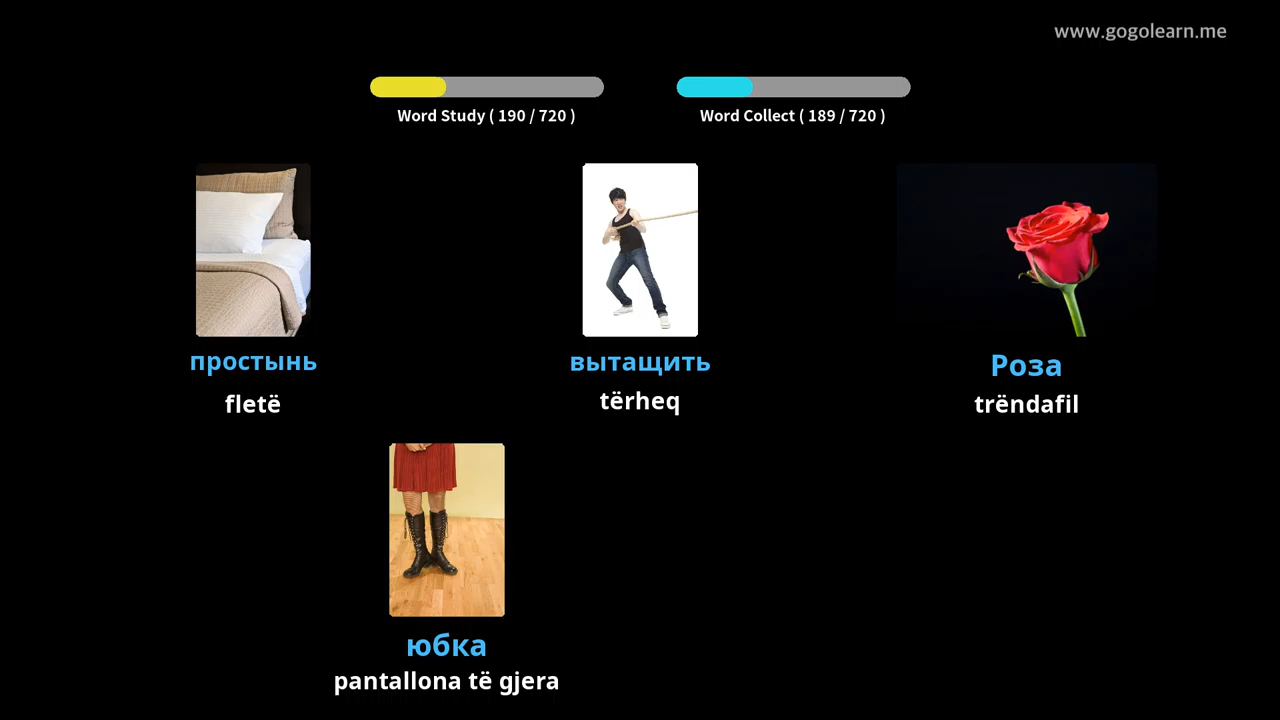 www.gogolearn.me
Word Study ( 190 / 720 )
Word Collect ( 189 / 720 )
простынь
fletë
вытащить
tërheq
Роза
trëndafil
юбка
pantallona të gjera